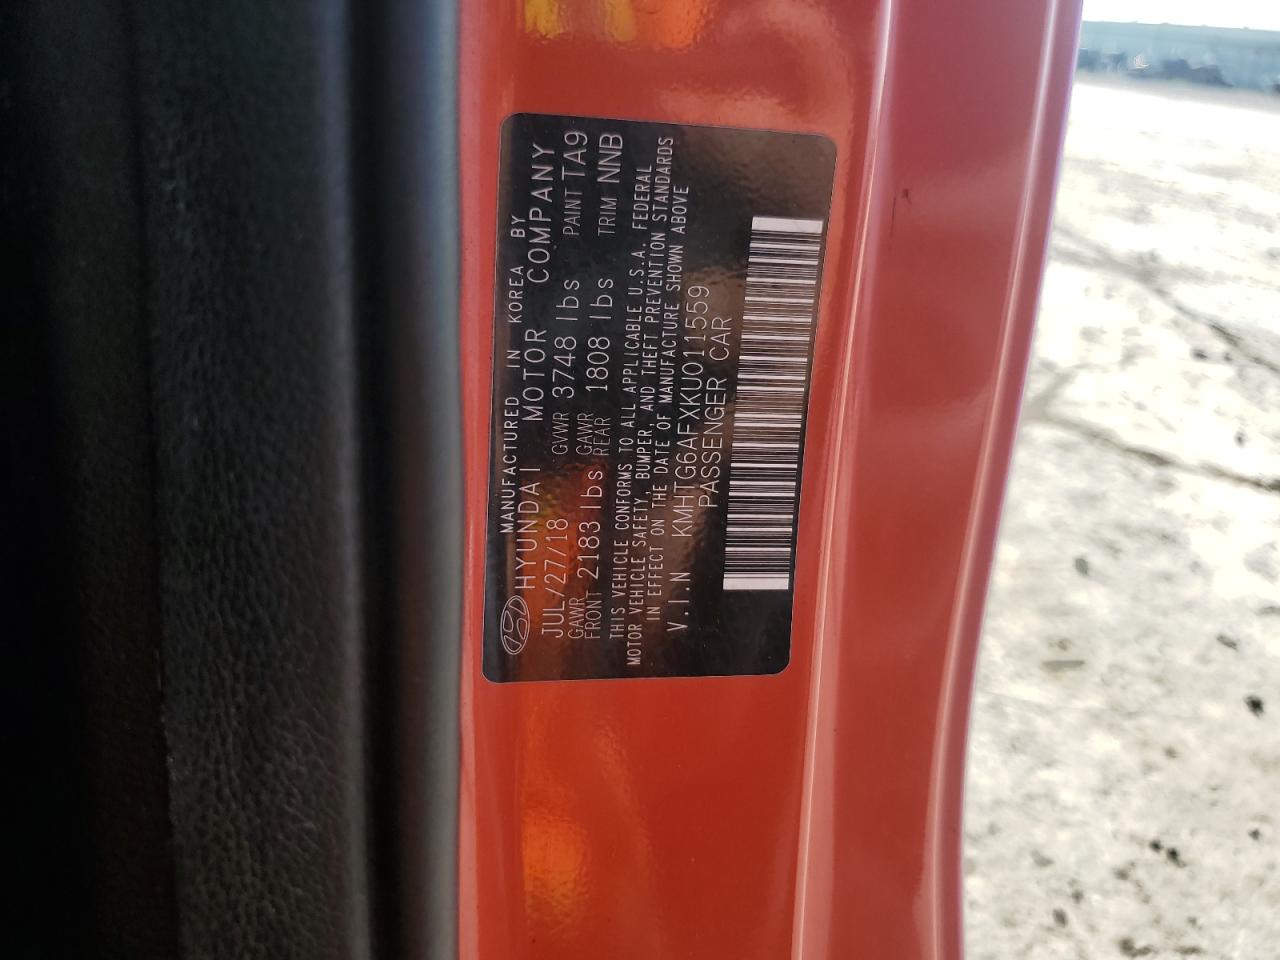 MANUFACTURED IN KOREA BY
HYUNDAI MOTOR COMPANY
JUL/27/18 GVWR 3748 lbs PAINT TA9
GAWR FRONT 2183 lbs GAWR REAR 1808 lbs TRIM NNB
THIS VEHICLE CONFORMS TO ALL APPLICABLE U.S.A. FEDERAL
MOTOR VEHICLE SAFETY, BUMPER, AND THEFT PREVENTION STANDARDS
IN EFFECT ON THE DATE OF MANUFACTURE SHOWN ABOVE
V.I.N KMHTG6AFXKU011559
PASSENGER CAR